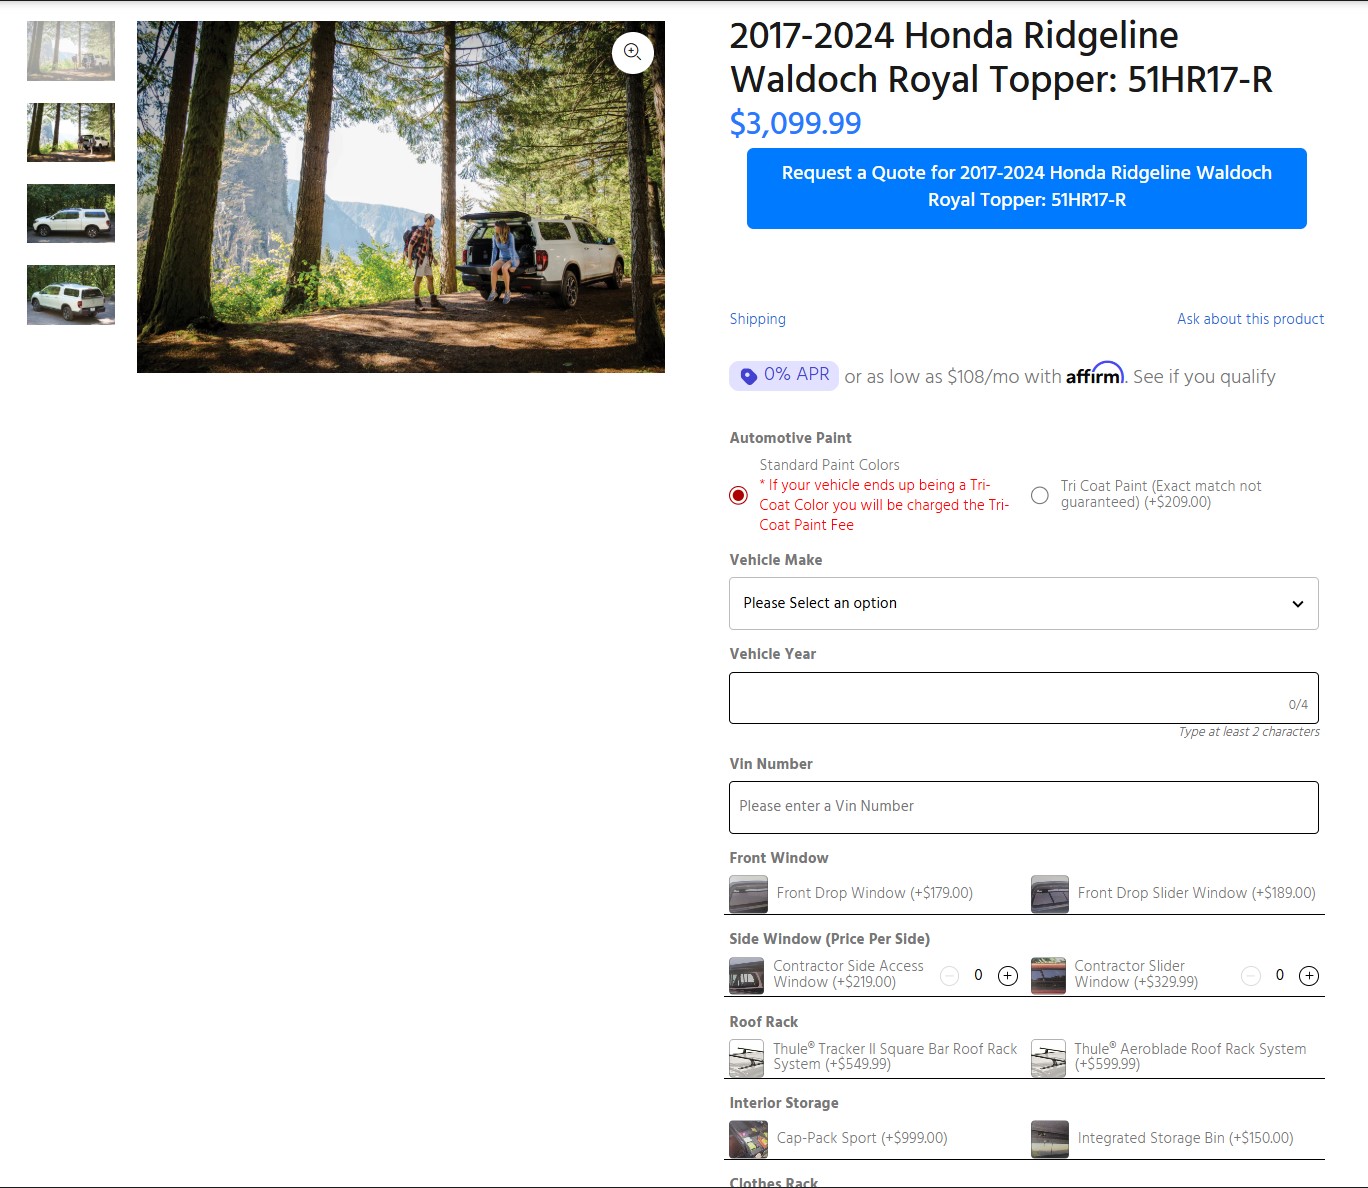 2017-2024 Honda Ridgeline
Waldoch Royal Topper: 51HR17-R
$3,099.99
Request a Quote for 2017-2024 Honda Ridgeline Waldoch
Royal Topper: 51HR17-R
Shipping
Ask about this product
0% APR or as low as $108/mo with affirm. See if you qualify
Automotive Paint
Standard Paint Colors
* If your vehicle ends up being a Tri-
Coat Color you will be charged the Tri-
Coat Paint Fee
Tri Coat Paint (Exact match not
guaranteed) (+$209.00)
Vehicle Make
Please Select an option
Vehicle Year
0/4
Type at least 2 characters
Vin Number
Please enter a Vin Number
Front Window
Front Drop Window (+$179.00)
Front Drop Slider Window (+$189.00)
Side Window (Price Per Side)
Contractor Side Access
Window (+$219.00)
0
Contractor Slider
Window (+$329.99)
0
Roof Rack
Thule® Tracker II Square Bar Roof Rack
System (+$549.99)
Thule® Aeroblade Roof Rack System
(+$599.99)
Interior Storage
Cap-Pack Sport (+$999.00)
Integrated Storage Bin (+$150.00)
Clothes Rack